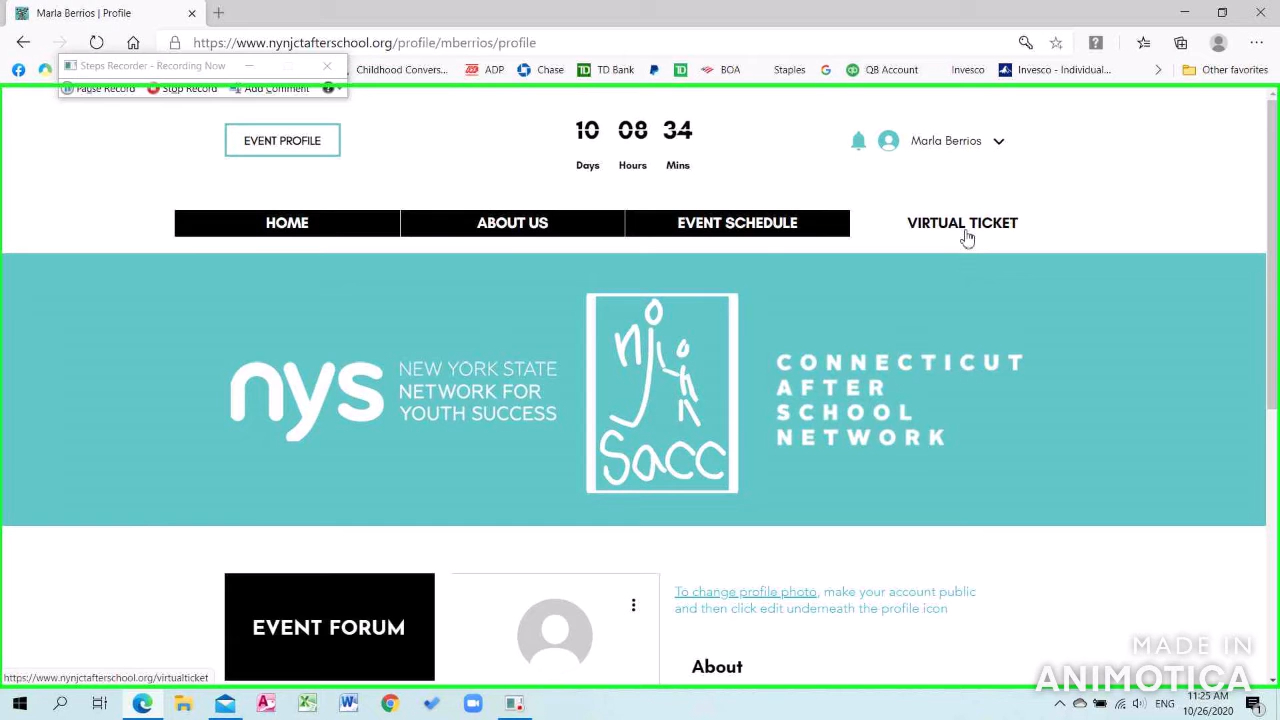 Marla Berrios | Profile
https://www.nynjctafterschool.org/profile/mberrios/profile
Steps Recorder - Recording Now
Childhood Convers... ADP Chase TD Bank BOA Staples QB Account Invesco Invesco - Individual... Other favorites
Pause Record Stop Record Add Comment
EVENT PROFILE
10 08 34
Days Hours Mins
Marla Berrios
HOME ABOUT US EVENT SCHEDULE VIRTUAL TICKET
nys
NEW YORK STATE
NETWORK FOR
YOUTH SUCCESS
nj
Sacc
CONNECTICUT
AFTER
SCHOOL
NETWORK
EVENT FORUM
To change profile photo, make your account public
and then click edit underneath the profile icon
About
https://www.nynjctafterschool.org/virtualticket
MADE IN
ANIMOTICA
11:25 AM
ENG
10/26/2020